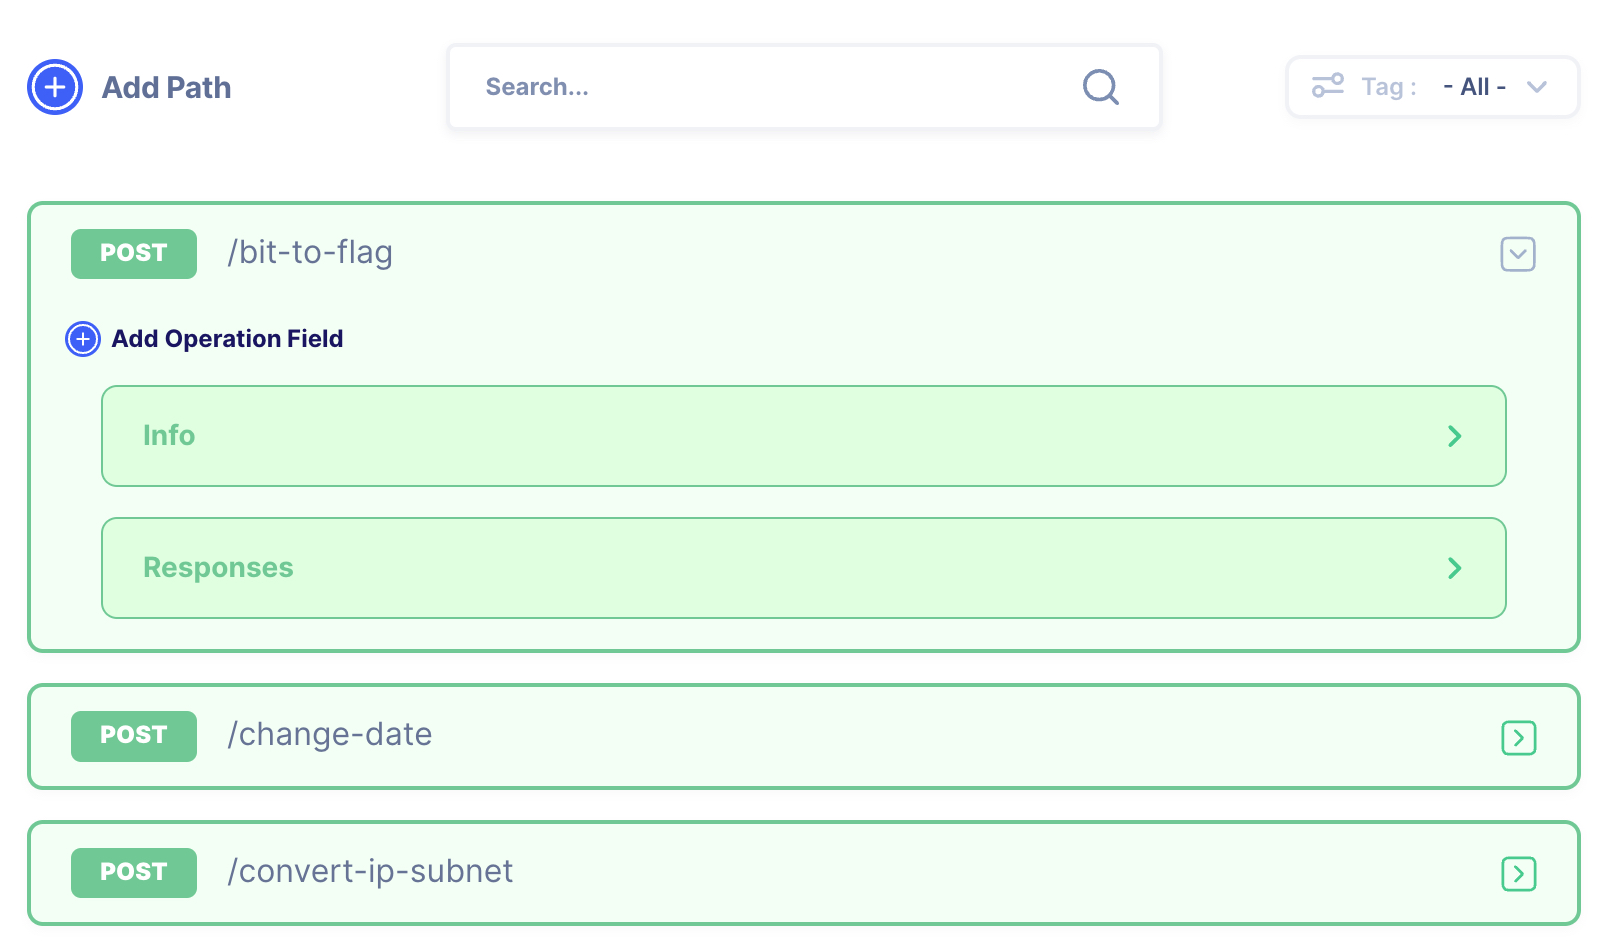 Add Path
Search...
Tag : - All -
POST /bit-to-flag
Add Operation Field
Info
Responses
POST /change-date
POST /convert-ip-subnet